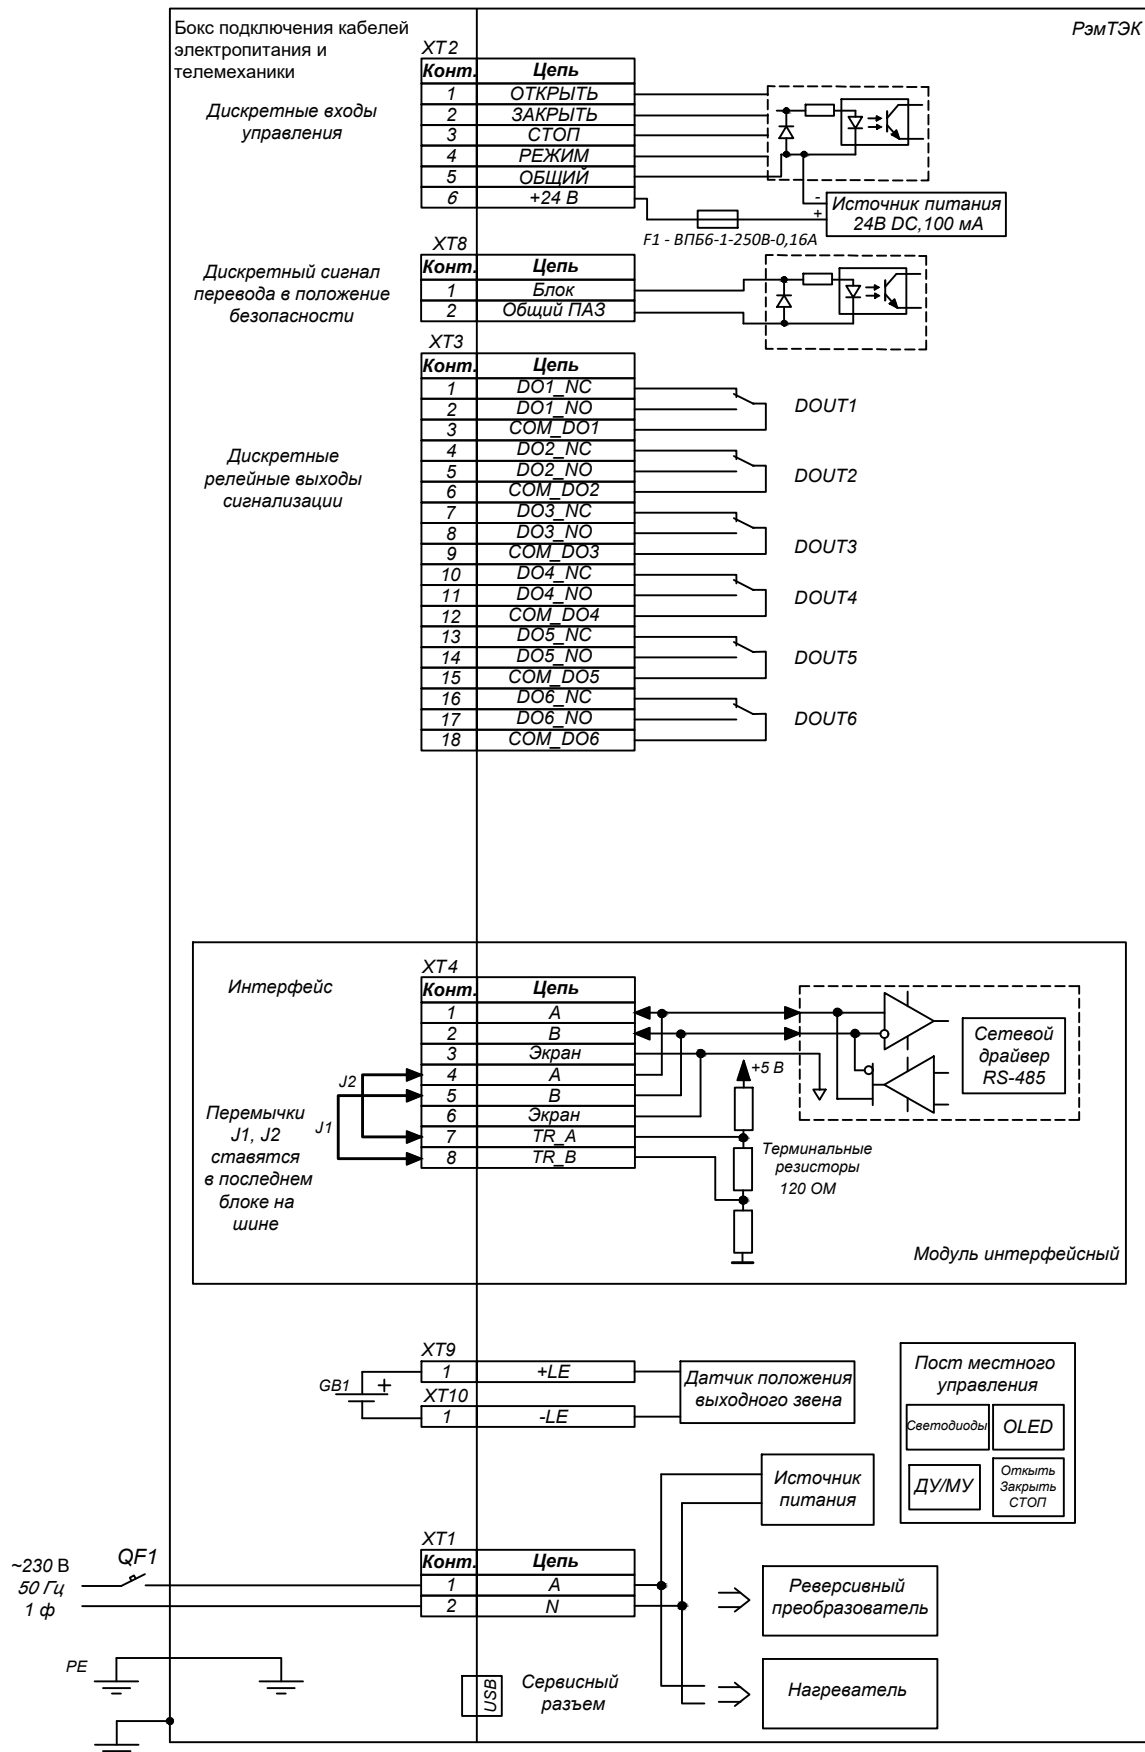 Бокс подключения кабелей
электропитания и
телемеханики
РэмТЭК
XT2
Конт. Цепь
1 ОТКРЫТЬ
2 ЗАКРЫТЬ
3 СТОП
4 РЕЖИМ
5 ОБЩИЙ
6 +24 В
Дискретные входы
управления
- Источник питания
+ 24В DC,100 мА
F1 - ВПБ6-1-250В-0,16А
XT8
Конт. Цепь
1 Блок
2 Общий ПАЗ
Дискретный сигнал
перевода в положение
безопасности
XT3
Конт. Цепь
1 DO1_NC
2 DO1_NO
3 COM_DO1
4 DO2_NC
5 DO2_NO
6 COM_DO2
7 DO3_NC
8 DO3_NO
9 COM_DO3
10 DO4_NC
11 DO4_NO
12 COM_DO4
13 DO5_NC
14 DO5_NO
15 COM_DO5
16 DO6_NC
17 DO6_NO
18 COM_DO6
Дискретные
релейные выходы
сигнализации
DOUT1
DOUT2
DOUT3
DOUT4
DOUT5
DOUT6
Интерфейс
XT4
Конт. Цепь
1 A
2 B
3 Экран
4 A
5 B
6 Экран
7 TR_A
8 TR_B
J2
J1
Перемычки
J1, J2
ставятся
в последнем
блоке на
шине
+5 В
Терминальные
резисторы
120 ОМ
Сетевой
драйвер
RS-485
Модуль интерфейсный
XT9
1 +LE
XT10
1 -LE
GB1 +
Датчик положения
выходного звена
Пост местного
управления
Светодиоды
OLED
ДУ/МУ
Откыть
Закрыть
СТОП
Источник
питания
XT1
Конт. Цепь
1 A
2 N
~230 В
50 Гц
1 ф
QF1
Реверсивный
преобразователь
PE
USB
Сервисный
разъем
Нагреватель